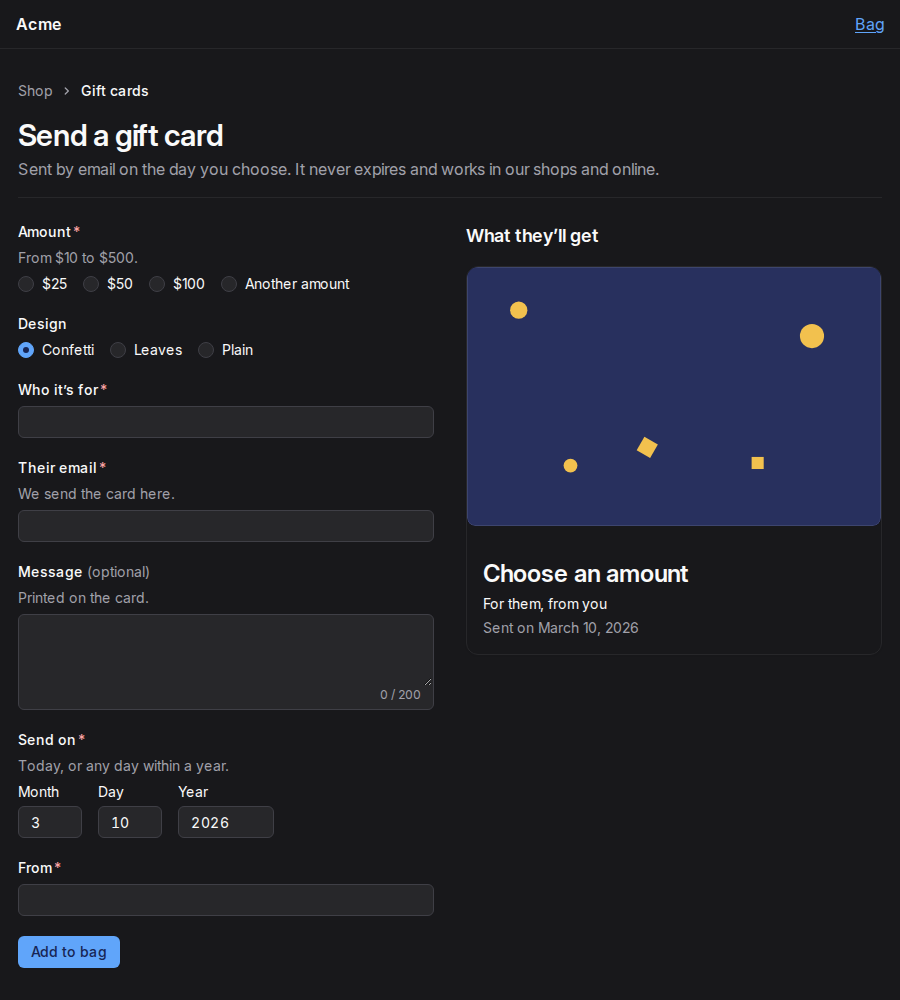 Acme
Bag
Shop > Gift cards
Send a gift card
Sent by email on the day you choose. It never expires and works in our shops and online.
Amount *
From $10 to $500.
$25 $50 $100 Another amount
Design
Confetti Leaves Plain
Who it’s for *
Their email *
We send the card here.
Message (optional)
Printed on the card.
0 / 200
Send on *
Today, or any day within a year.
Month Day Year
3 10 2026
From *
Add to bag
What they’ll get
Choose an amount
For them, from you
Sent on March 10, 2026